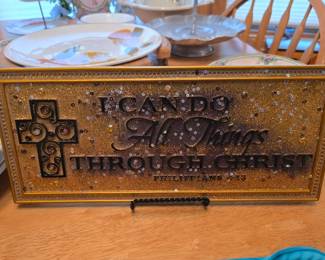 I CAN DO
All Things
THROUGH CHRIST
PHILIPPIANS 4:13